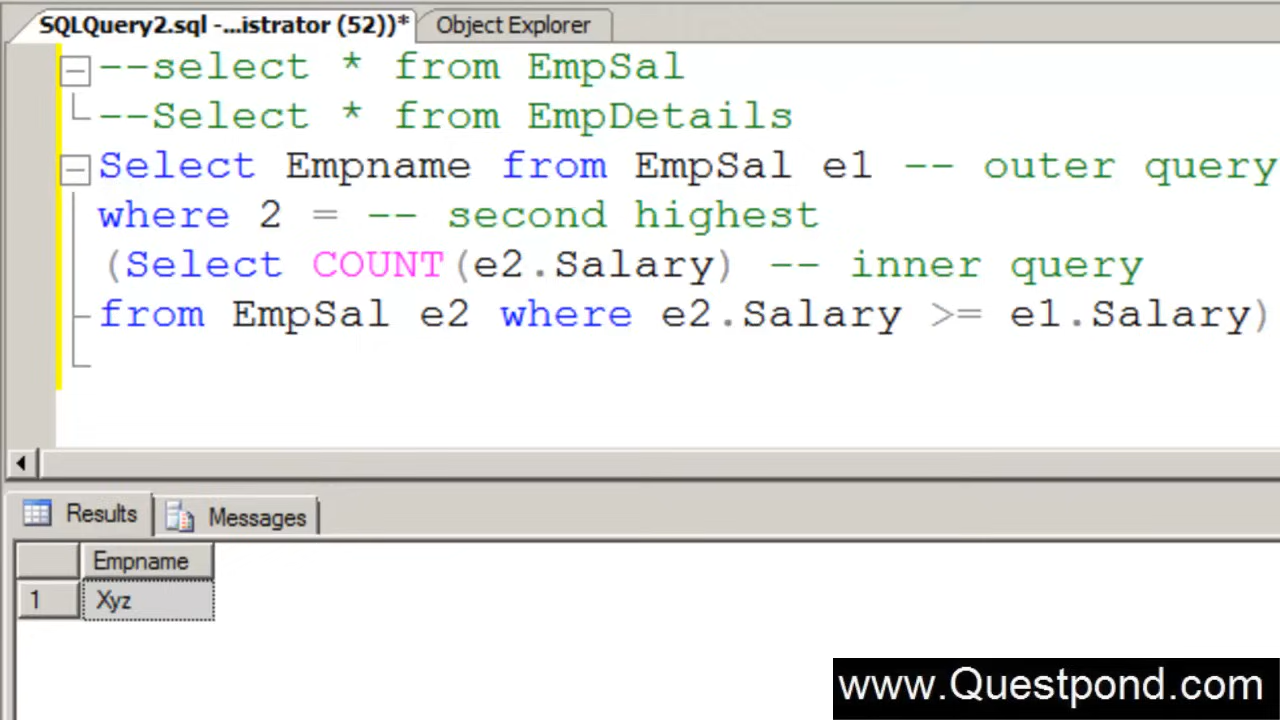 SQLQuery2.sql -...istrator (52))* Object Explorer
--select * from EmpSal
--Select * from EmpDetails
Select Empname from EmpSal e1 -- outer query
where 2 = -- second highest
(Select COUNT(e2.Salary) -- inner query
from EmpSal e2 where e2.Salary >= e1.Salary)
Results Messages
Empname
1 Xyz
www.Questpond.com